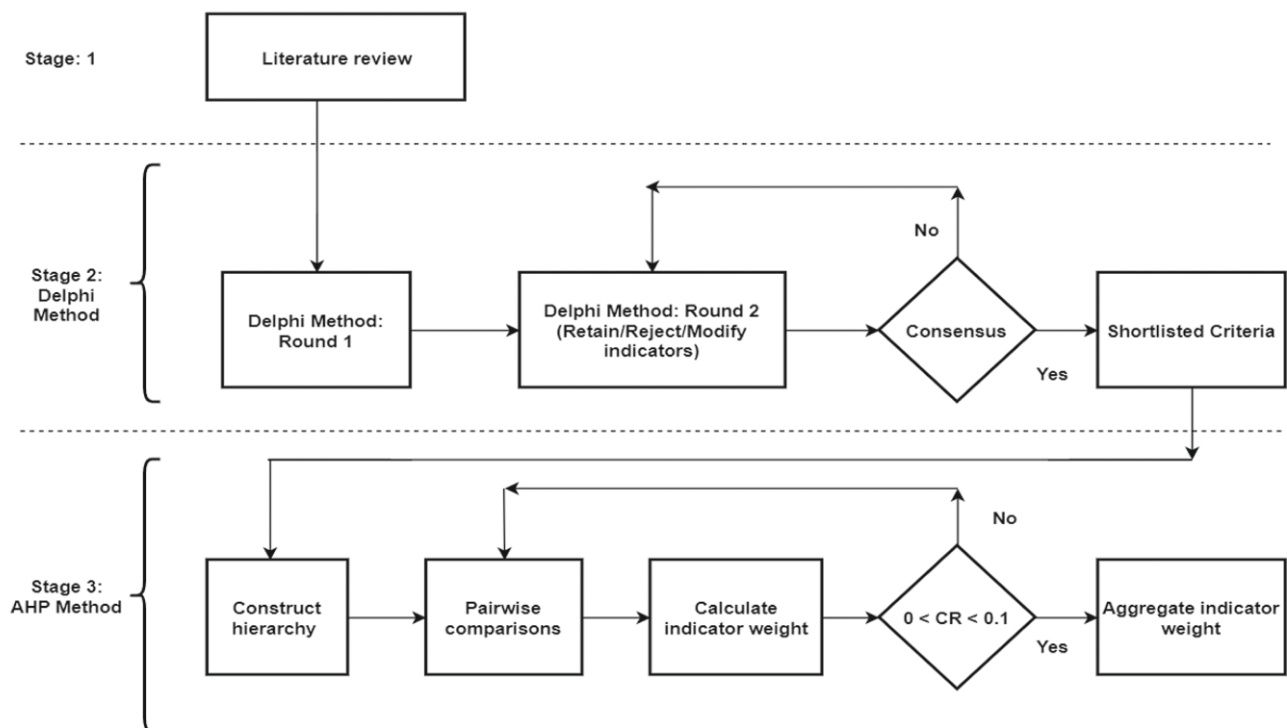 Stage: 1
Literature review
Stage 2:
Delphi
Method
Delphi Method:
Round 1
Delphi Method: Round 2
(Retain/Reject/Modify
indicators)
No
Consensus
Yes
Shortlisted Criteria
Stage 3:
AHP Method
Construct
hierarchy
Pairwise
comparisons
Calculate
indicator weight
No
0 < CR < 0.1
Yes
Aggregate indicator
weight